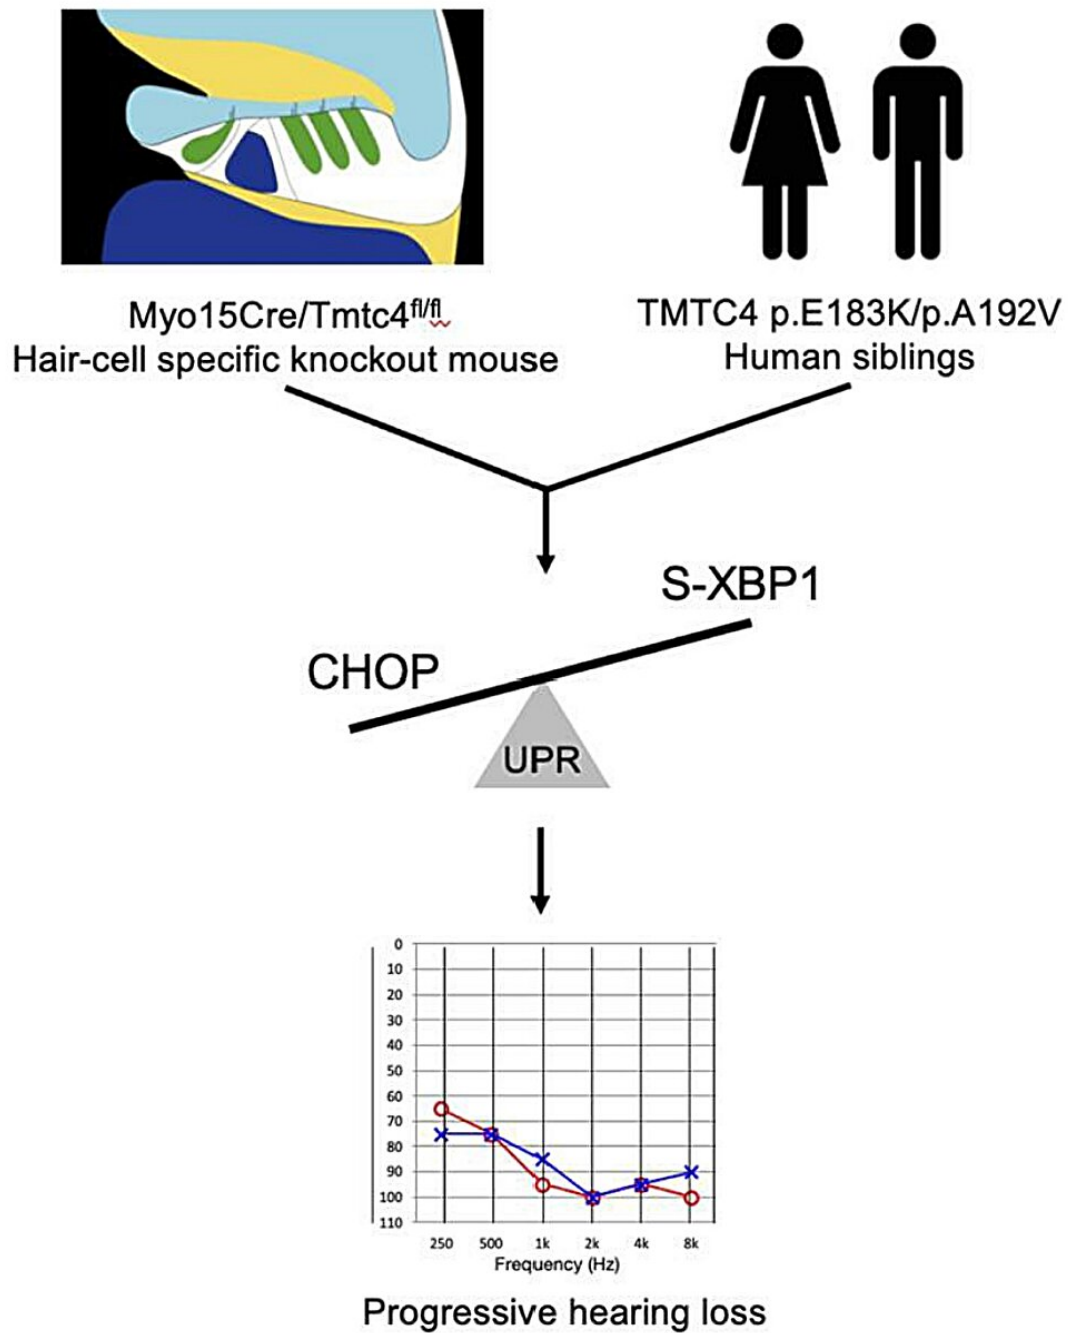 Myo15Cre/Tmtc4fl/fl
Hair-cell specific knockout mouse
TMTC4 p.E183K/p.A192V
Human siblings
S-XBP1
CHOP
UPR
0
10
20
30
40
50
60
70
80
90
100
110
250 500 1k 2k 4k 8k
Frequency (Hz)
Progressive hearing loss